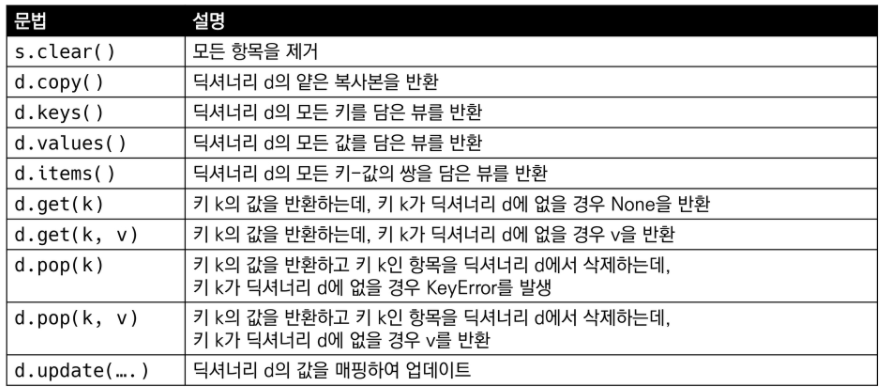 문법 설명
s.clear() 모든 항목을 제거
d.copy() 딕셔너리 d의 얕은 복사본을 반환
d.keys() 딕셔너리 d의 모든 키를 담은 뷰를 반환
d.values() 딕셔너리 d의 모든 값을 담은 뷰를 반환
d.items() 딕셔너리 d의 모든 키-값의 쌍을 담은 뷰를 반환
d.get(k) 키 k의 값을 반환하는데, 키 k가 딕셔너리 d에 없을 경우 None을 반환
d.get(k, v) 키 k의 값을 반환하는데, 키 k가 딕셔너리 d에 없을 경우 v을 반환
d.pop(k) 키 k의 값을 반환하고 키 k인 항목을 딕셔너리 d에서 삭제하는데,
키 k가 딕셔너리 d에 없을 경우 KeyError를 발생
d.pop(k, v) 키 k의 값을 반환하고 키 k인 항목을 딕셔너리 d에서 삭제하는데,
키 k가 딕셔너리 d에 없을 경우 v를 반환
d.update(….) 딕셔너리 d의 값을 매핑하여 업데이트